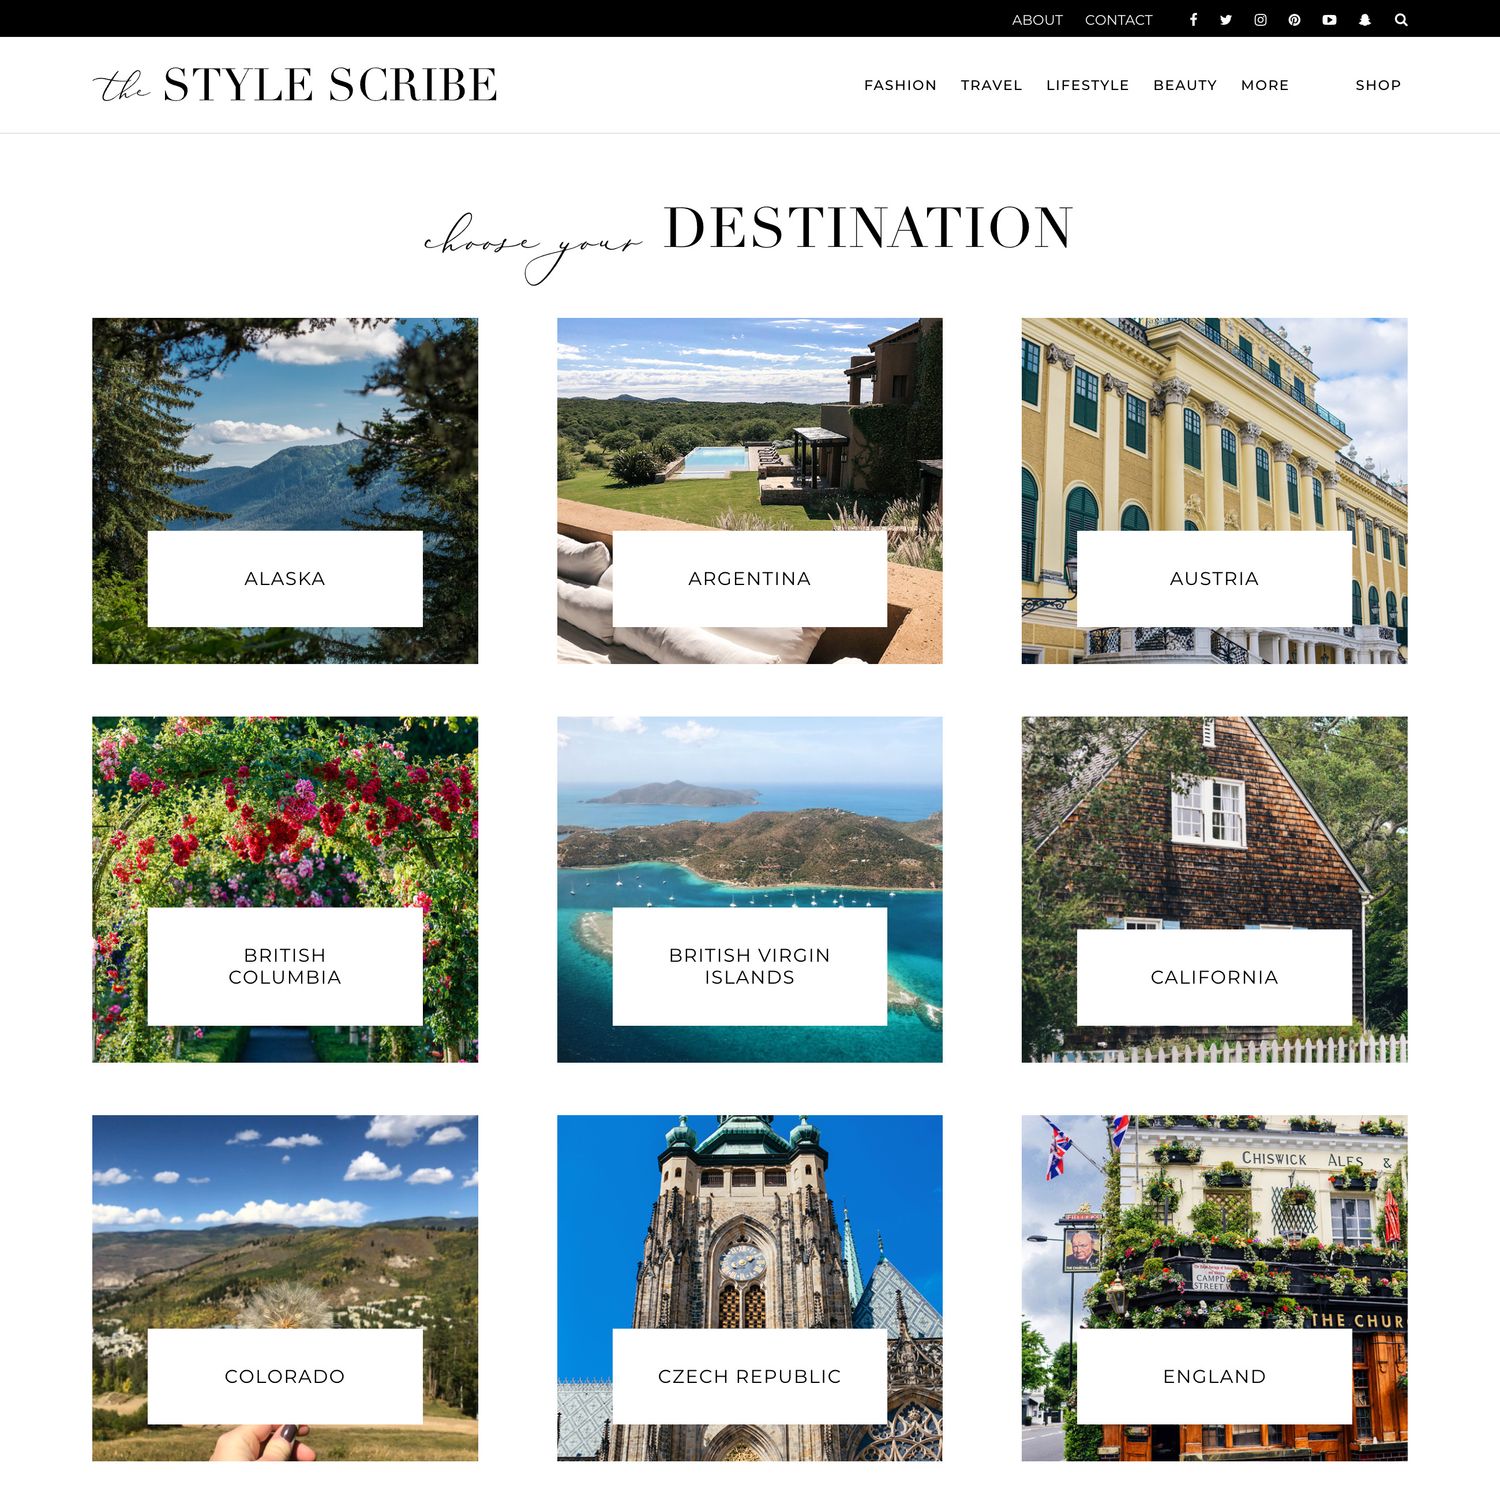 ABOUT CONTACT
the STYLE SCRIBE
FASHION TRAVEL LIFESTYLE BEAUTY MORE SHOP
choose your DESTINATION
ALASKA
ARGENTINA
AUSTRIA
BRITISH
COLUMBIA
BRITISH VIRGIN
ISLANDS
CALIFORNIA
COLORADO
CZECH REPUBLIC
CHISWICK ALES &
STREET
THE CHUR
ENGLAND